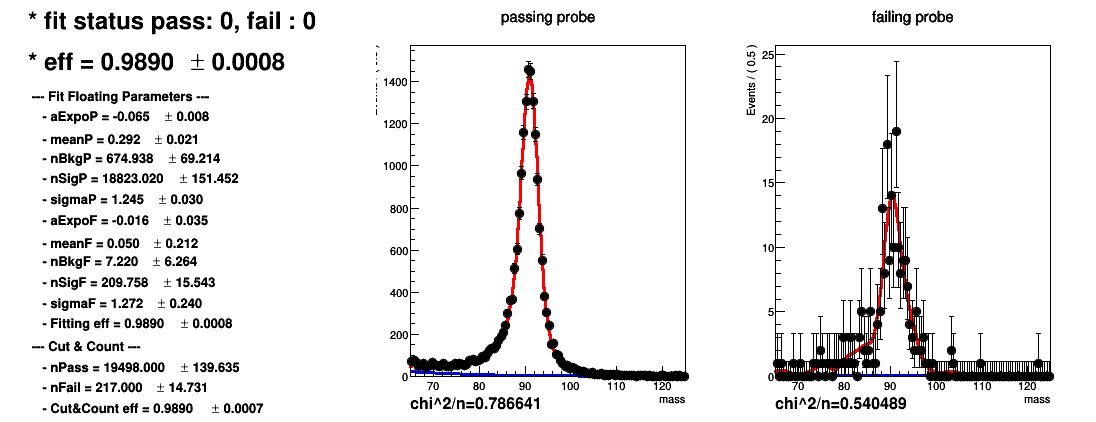 * fit status pass: 0, fail : 0
* eff = 0.9890 ± 0.0008
--- Fit Floating Parameters ---
- aExpoP = -0.065 ± 0.008
- meanP = 0.292 ± 0.021
- nBkgP = 674.938 ± 69.214
- nSigP = 18823.020 ± 151.452
- sigmaP = 1.245 ± 0.030
- aExpoF = -0.016 ± 0.035
- meanF = 0.050 ± 0.212
- nBkgF = 7.220 ± 6.264
- nSigF = 209.758 ± 15.543
- sigmaF = 1.272 ± 0.240
- Fitting eff = 0.9890 ± 0.0008
--- Cut & Count ---
- nPass = 19498.000 ± 139.635
- nFail = 217.000 ± 14.731
- Cut&Count eff = 0.9890 ± 0.0007
passing probe
1400
1200
1000
800
600
400
200
0
70 80 90 100 110 120
mass
chi^2/n=0.786641
failing probe
Events / ( 0.5 )
25
20
15
10
5
0
70 80 90 100 110 120
mass
chi^2/n=0.540489